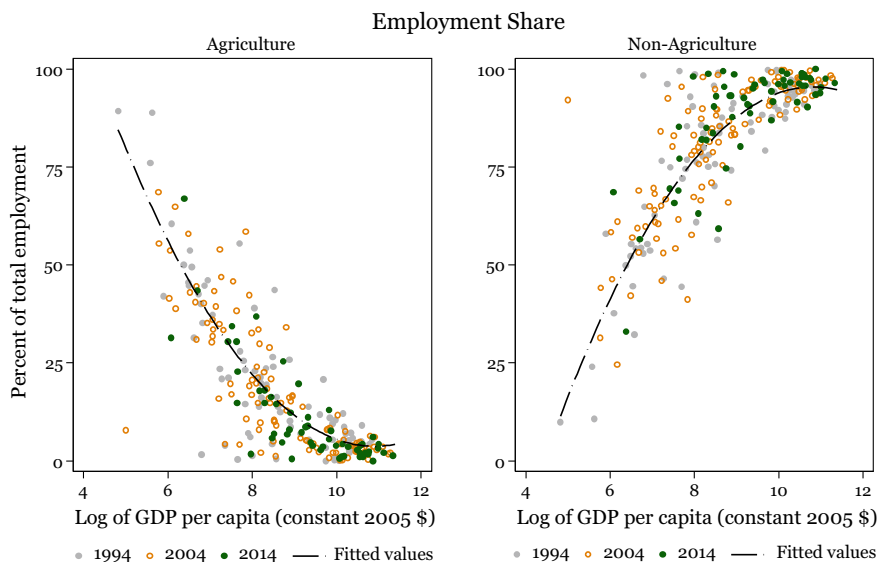 Employment Share
Agriculture
Non-Agriculture
Percent of total employment
100
75
50
25
0
4 6 8 10 12
Log of GDP per capita (constant 2005 $)
1994 2004 2014 Fitted values
100
75
50
25
0
4 6 8 10 12
Log of GDP per capita (constant 2005 $)
1994 2004 2014 Fitted values